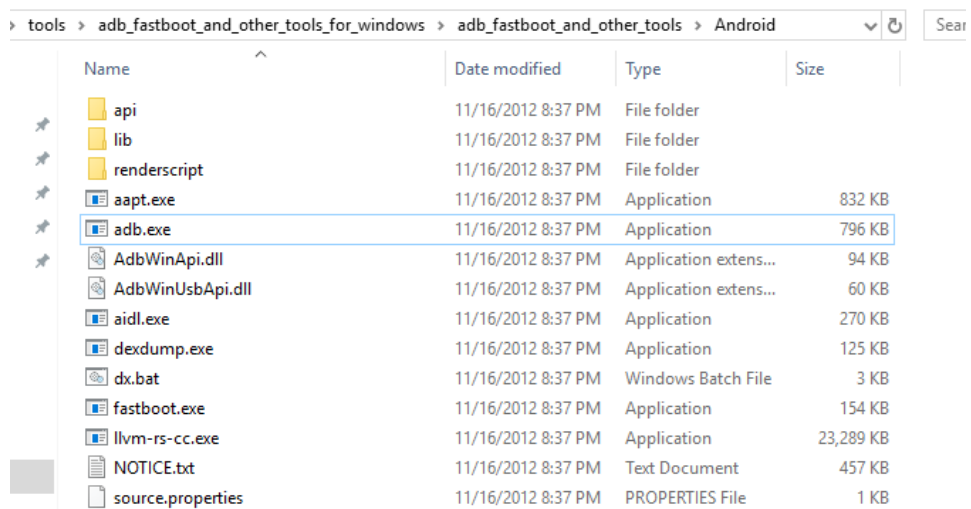 tools > adb_fastboot_and_other_tools_for_windows > adb_fastboot_and_other_tools > Android
Name Date modified Type Size
api 11/16/2012 8:37 PM File folder
lib 11/16/2012 8:37 PM File folder
renderscript 11/16/2012 8:37 PM File folder
aapt.exe 11/16/2012 8:37 PM Application 832 KB
adb.exe 11/16/2012 8:37 PM Application 796 KB
AdbWinApi.dll 11/16/2012 8:37 PM Application extens... 94 KB
AdbWinUsbApi.dll 11/16/2012 8:37 PM Application extens... 60 KB
aidl.exe 11/16/2012 8:37 PM Application 270 KB
dexdump.exe 11/16/2012 8:37 PM Application 125 KB
dx.bat 11/16/2012 8:37 PM Windows Batch File 3 KB
fastboot.exe 11/16/2012 8:37 PM Application 154 KB
llvm-rs-cc.exe 11/16/2012 8:37 PM Application 23,289 KB
NOTICE.txt 11/16/2012 8:37 PM Text Document 457 KB
source.properties 11/16/2012 8:37 PM PROPERTIES File 1 KB